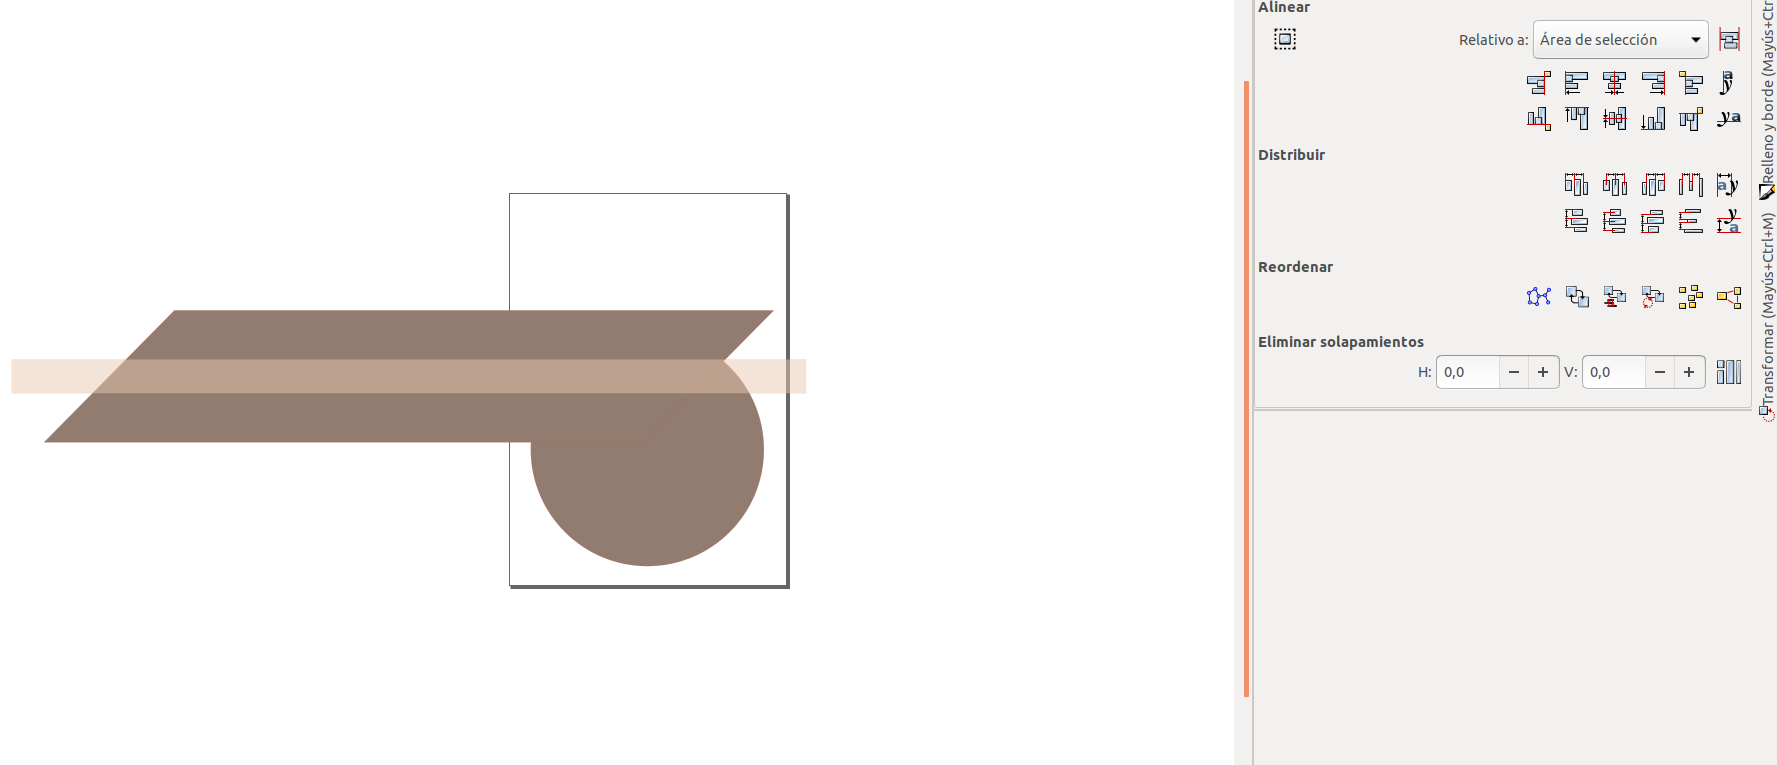 Alinear
Relativo a: Área de selección
Distribuir
Reordenar
Eliminar solapamientos
H: 0,0 − + V: 0,0 − +
Relleno y borde (Mayús+Ctr
Transformar (Mayús+Ctrl+M)